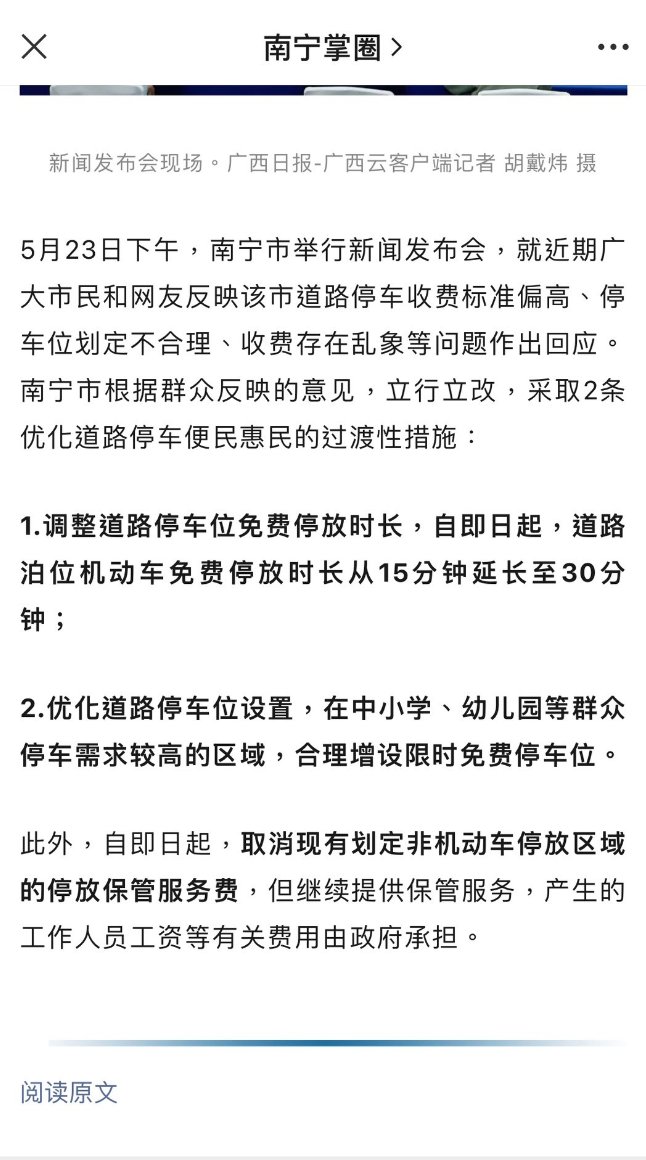 南宁掌圈
新闻发布会现场。广西日报-广西云客户端记者 胡戴炜 摄
5月23日下午，南宁市举行新闻发布会，就近期广
大市民和网友反映该市道路停车收费标准偏高、停
车位划定不合理、收费存在乱象等问题作出回应。
南宁市根据群众反映的意见，立行立改，采取2条
优化道路停车便民惠民的过渡性措施：
1.调整道路停车位免费停放时长，自即日起，道路
泊位机动车免费停放时长从15分钟延长至30分
钟；
2.优化道路停车位设置，在中小学、幼儿园等群众
停车需求较高的区域，合理增设限时免费停车位。
此外，自即日起，取消现有划定非机动车停放区域
的停放保管服务费，但继续提供保管服务，产生的
工作人员工资等有关费用由政府承担。
阅读原文